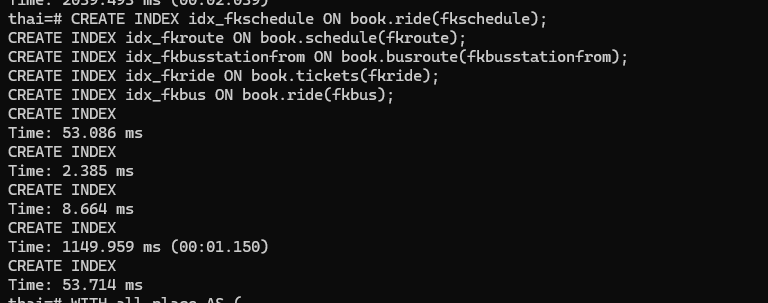 Time: 2039.493 ms (00:02.039)
thai=# CREATE INDEX idx_fkschedule ON book.ride(fkschedule);
CREATE INDEX idx_fkroute ON book.schedule(fkroute);
CREATE INDEX idx_fkbusstationfrom ON book.busroute(fkbusstationfrom);
CREATE INDEX idx_fkride ON book.tickets(fkride);
CREATE INDEX idx_fkbus ON book.ride(fkbus);
CREATE INDEX
Time: 53.086 ms
CREATE INDEX
Time: 2.385 ms
CREATE INDEX
Time: 8.664 ms
CREATE INDEX
Time: 1149.959 ms (00:01.150)
CREATE INDEX
Time: 53.714 ms
thai=# WITH all_place AS (